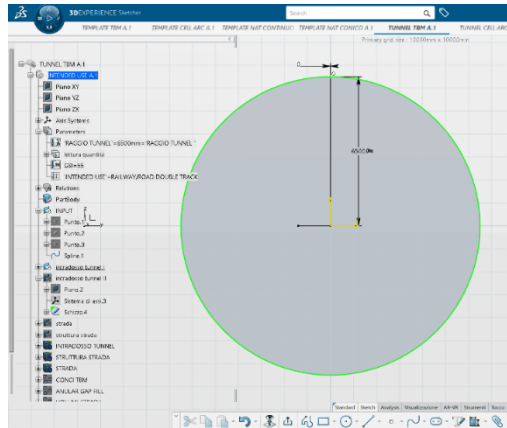 3DEXPERIENCE Sketcher
Search
TEMPLATE TBM A.1
TEMPLATE CELL ARC A.1
TEMPLATE NAT CONTINUO
TEMPLATE NAT CONICO A.1
TUNNEL TBM A.1
TUNNEL CELL ARC
Primary grid size : 10000mm x 10000mm
TUNNEL TBM A.1
INTENDED USE A.1
Piano XY
Piano YZ
Piano ZX
Axis Systems
Parameters
'RAGGIO TUNNEL'=6500mm='RAGGIO TUNNEL'
lettura quantità
'INTENDED USE'=RAILWAY/ROAD DOUBLE TRACK
Relations
PartBody
INPUT
Punto.1
Punto.2
Punto.3
Spline.1
intradosso tunnel I
intradosso tunnel II
Piano.2
Sistema di assi.3
Schizzo.4
strada
struttura strada
INTRADOSSO TUNNEL
STRUTTURA STRADA
STRADA
CONCI TBM
ANULAR GAP FILL
0
L
Standard
Sketch
Analysis
Visualizzazione
AR-VR
Strumenti
Tocco